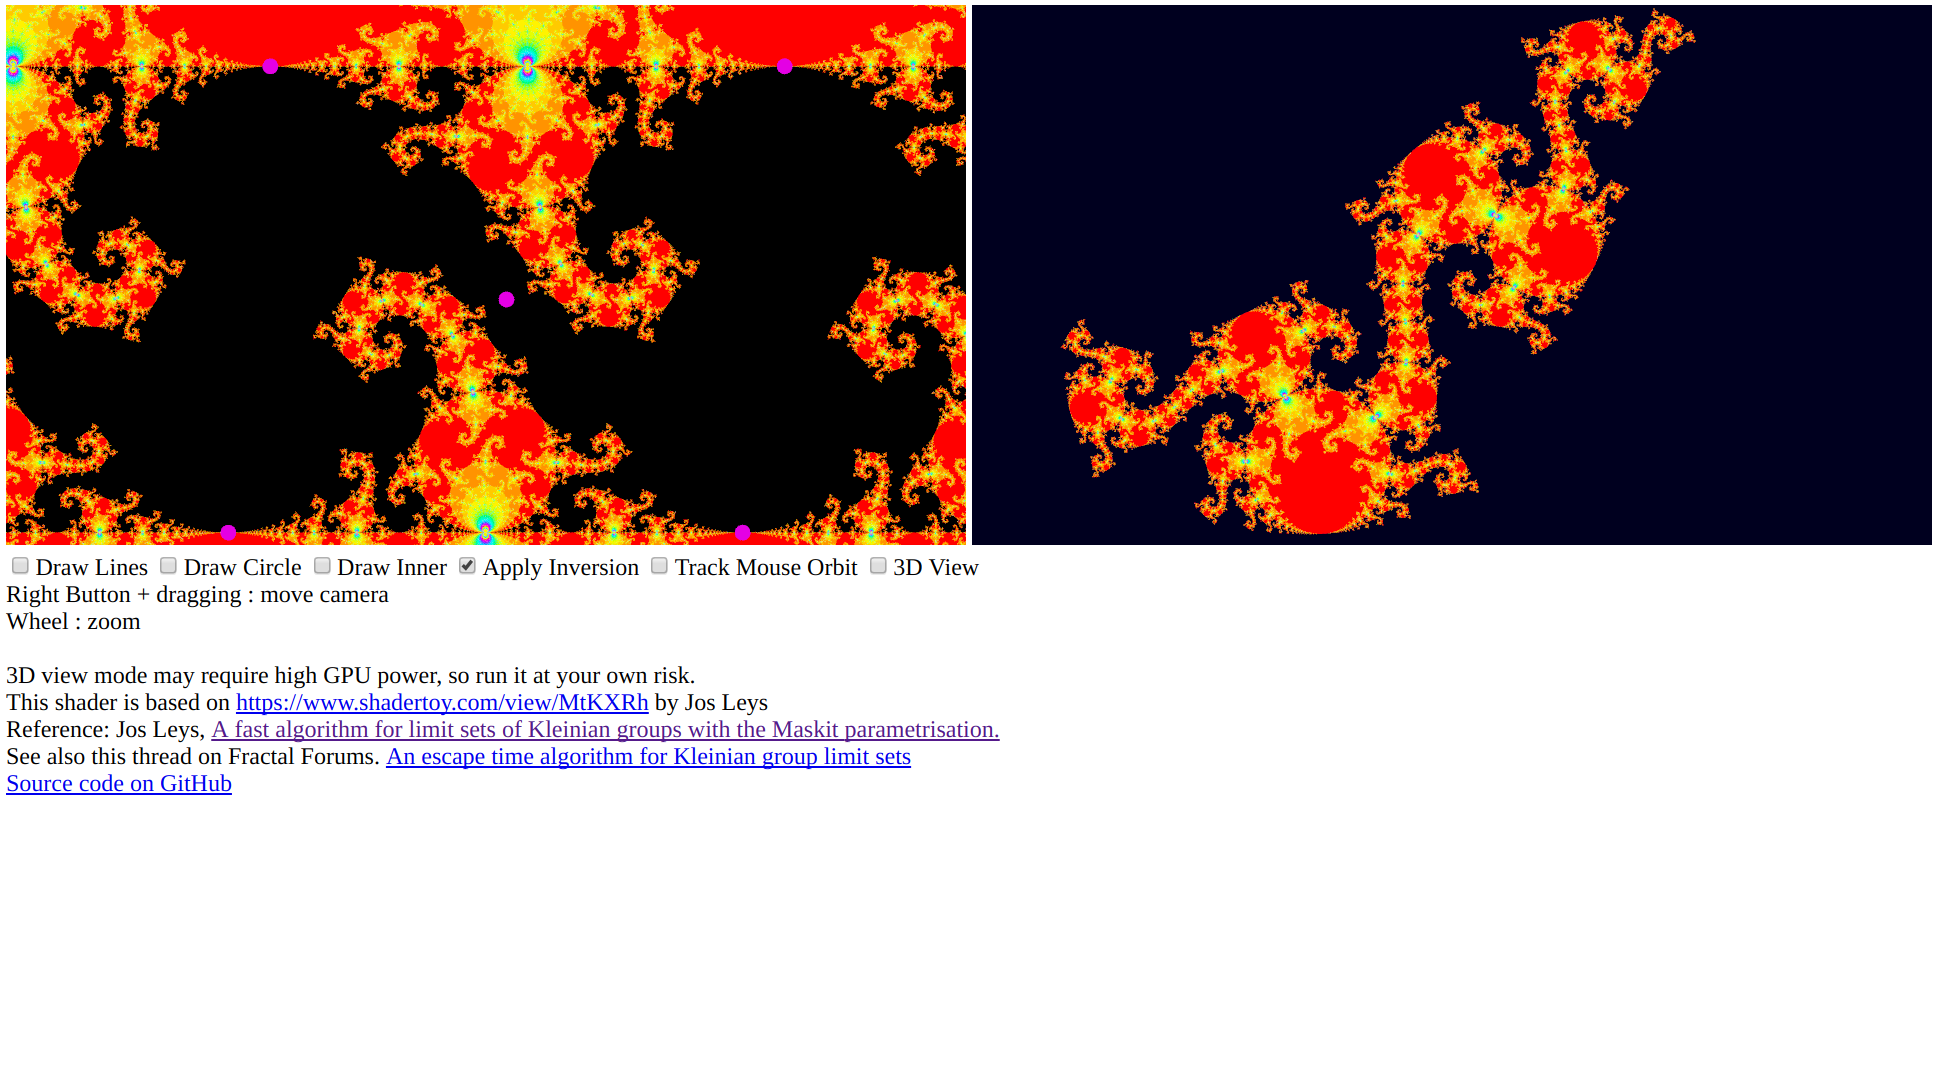 Draw Lines Draw Circle Draw Inner Apply Inversion Track Mouse Orbit 3D View
Right Button + dragging : move camera
Wheel : zoom
3D view mode may require high GPU power, so run it at your own risk.
This shader is based on https://www.shadertoy.com/view/MtKXRh by Jos Leys
Reference: Jos Leys, A fast algorithm for limit sets of Kleinian groups with the Maskit parametrisation.
See also this thread on Fractal Forums. An escape time algorithm for Kleinian group limit sets
Source code on GitHub